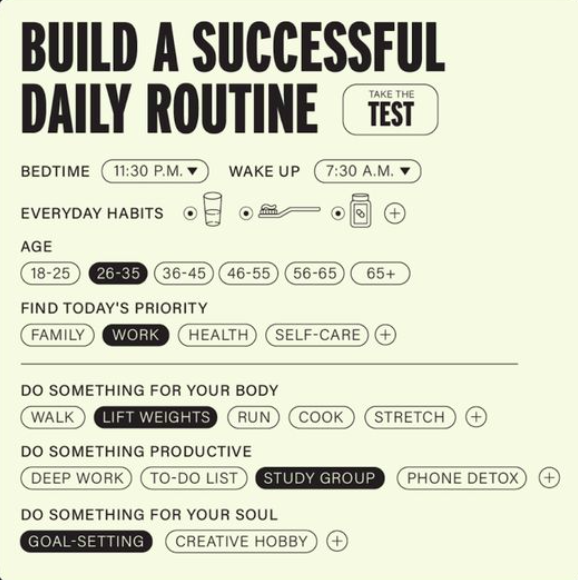 BUILD A SUCCESSFUL
DAILY ROUTINE TAKE THE TEST
BEDTIME 11:30 P.M. ▼ WAKE UP 7:30 A.M. ▼
EVERYDAY HABITS
AGE
18-25 26-35 36-45 46-55 56-65 65+
FIND TODAY'S PRIORITY
FAMILY WORK HEALTH SELF-CARE +
DO SOMETHING FOR YOUR BODY
WALK LIFT WEIGHTS RUN COOK STRETCH +
DO SOMETHING PRODUCTIVE
DEEP WORK TO-DO LIST STUDY GROUP PHONE DETOX +
DO SOMETHING FOR YOUR SOUL
GOAL-SETTING CREATIVE HOBBY +